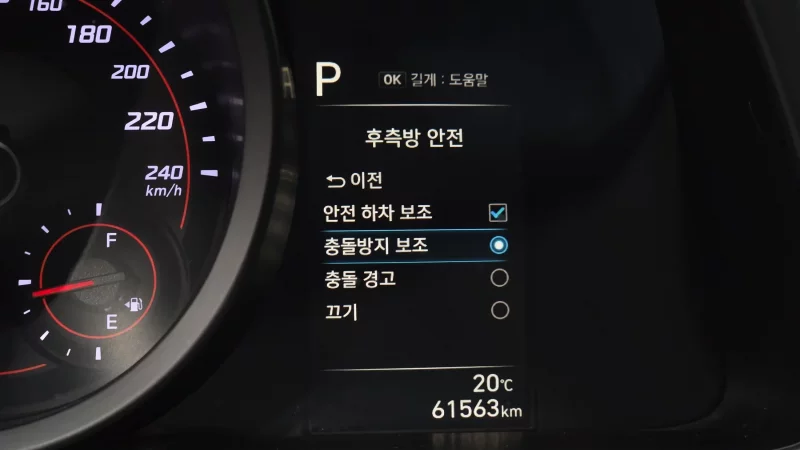 160
180
200
220
240
km/h
F
E
P
OK 길게 : 도움말
후측방 안전
이전
안전 하차 보조
충돌방지 보조
충돌 경고
끄기
20℃
61563km